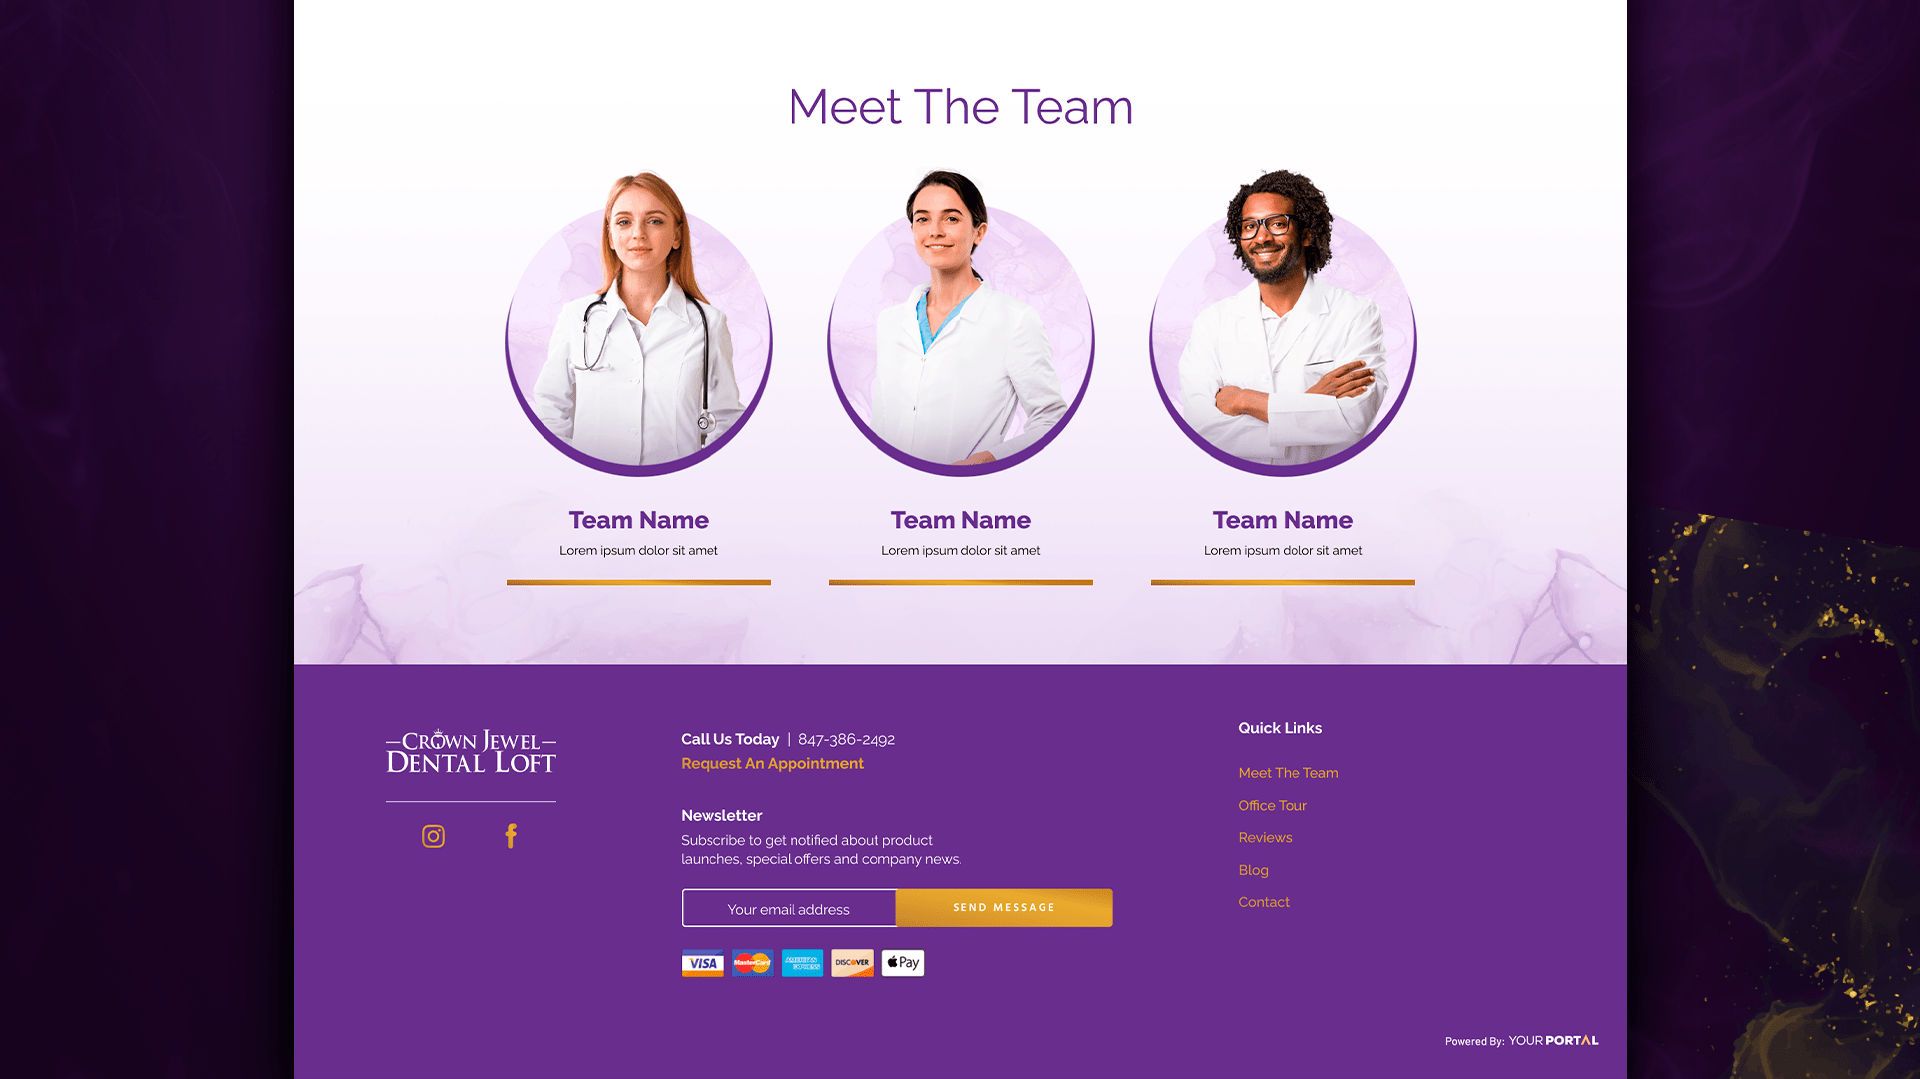 Meet The Team
Team Name
Lorem ipsum dolor sit amet
Team Name
Lorem ipsum dolor sit amet
Team Name
Lorem ipsum dolor sit amet
CROWN JEWEL
DENTAL LOFT
Call Us Today | 847-386-2492
Request An Appointment
Newsletter
Subscribe to get notified about product
launches, special offers and company news.
Your email address
SEND MESSAGE
VISA
MasterCard
AMERICAN
EXPRESS
DISCOVER
Pay
Quick Links
Meet The Team
Office Tour
Reviews
Blog
Contact
Powered By: YOUR PORTAL